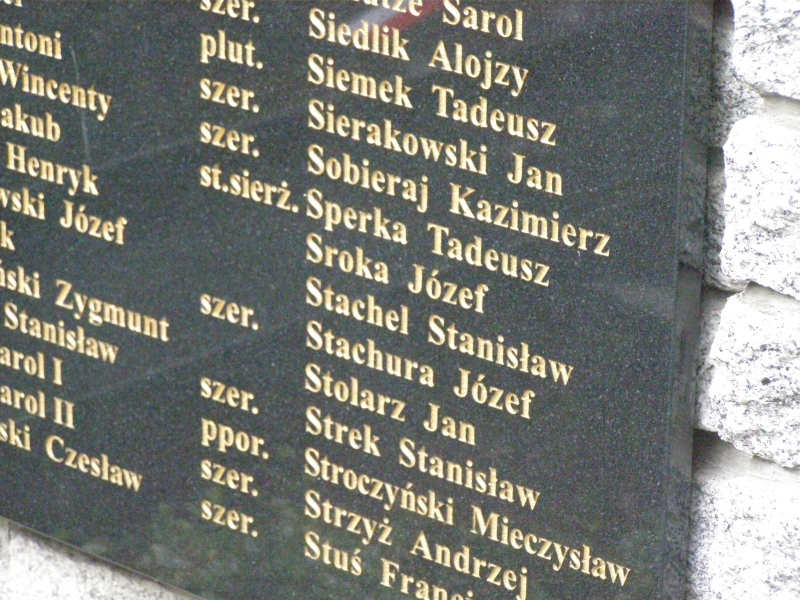 ntoni
Wincenty
akub
Henryk
wski Józef
k
ński Zygmunt
Stanisław
arol I
arol II
ski Czesław
Sarol
szer. Siedlik Alojzy
plut. Siemek Tadeusz
szer. Sierakowski Jan
szer. Sobieraj Kazimierz
st.sierż. Sperka Tadeusz
Sroka Józef
Stachel Stanisław
szer. Stachura Józef
Stolarz Jan
szer. Strek Stanisław
ppor. Stroczyński Mieczysław
szer. Strzyż Andrzej
szer. Stuś Franci